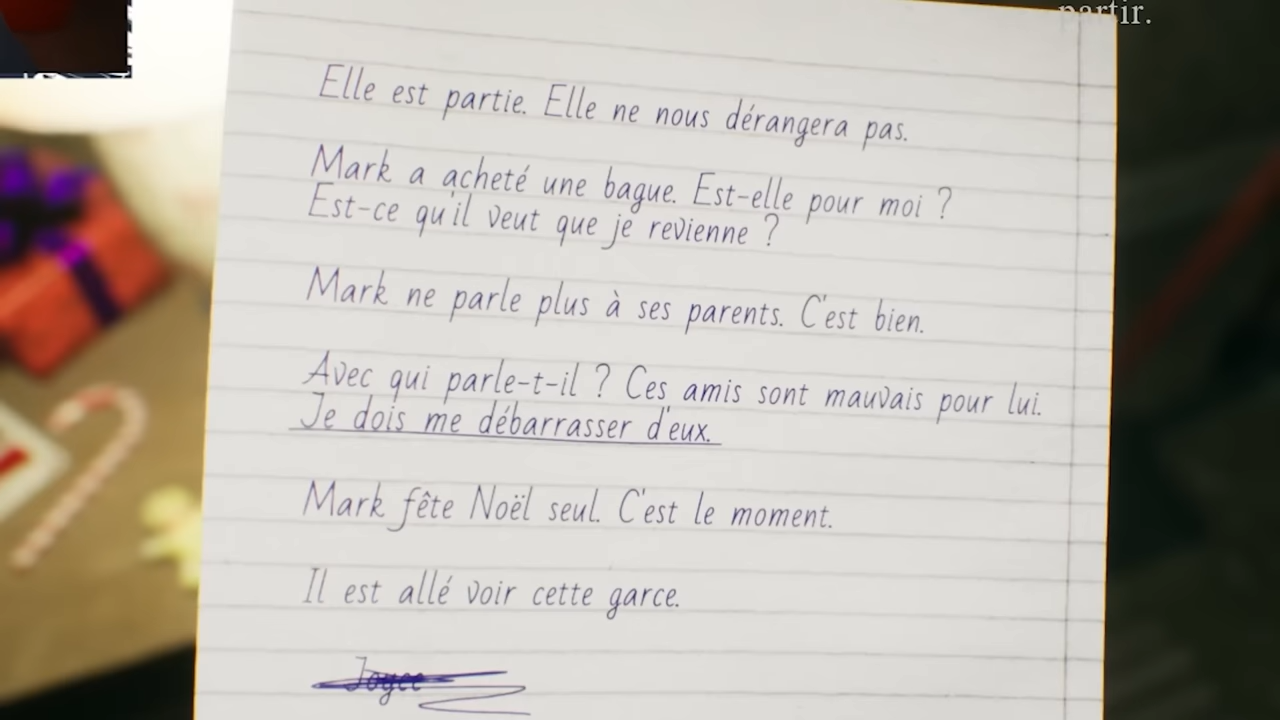 partir.
Elle est partie. Elle ne nous dérangera pas.
Mark a acheté une bague. Est-elle pour moi ?
Est-ce qu'il veut que je revienne ?
Mark ne parle plus à ses parents. C'est bien.
Avec qui parle-t-il ? Ces amis sont mauvais pour lui.
Je dois me débarrasser d'eux.
Mark fête Noël seul. C'est le moment.
Il est allé voir cette garce.
Joyce